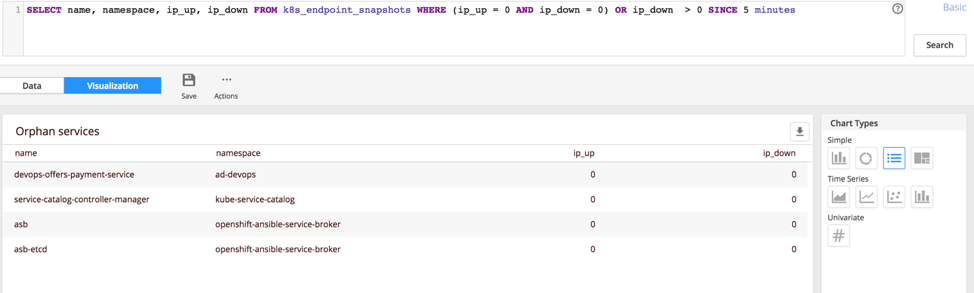 1 SELECT name, namespace, ip_up, ip_down FROM k8s_endpoint_snapshots WHERE (ip_up = 0 AND ip_down = 0) OR ip_down > 0 SINCE 5 minutes
?
Basic
Search
Data
Visualization
Save
Actions
Orphan services
name namespace ip_up ip_down
devops-offers-payment-service ad-devops 0 0
service-catalog-controller-manager kube-service-catalog 0 0
asb openshift-ansible-service-broker 0 0
asb-etcd openshift-ansible-service-broker 0 0
Chart Types
Simple
Time Series
Univariate
#